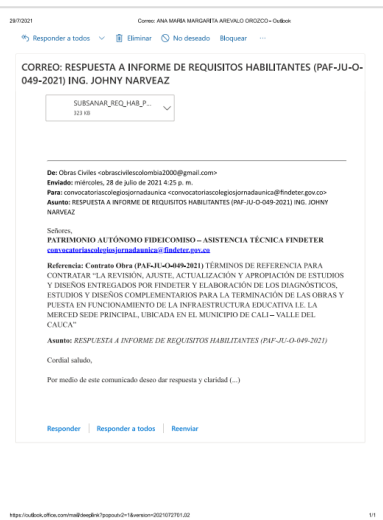 29/7/2021 Correo: ANA MARIA MARGARITA AREVALO OROZCO – Outlook
Responder a todos Eliminar No deseado Bloquear ...
CORREO: RESPUESTA A INFORME DE REQUISITOS HABILITANTES (PAF-JU-O-
049-2021) ING. JOHNY NARVEAZ
SUBSANAR_REQ_HAB_P...
323 KB
De: Obras Civiles <obrascivilescolombia2000@gmail.com>
Enviado: miércoles, 28 de julio de 2021 4:25 p. m.
Para: convocatoriascolegiosjornadaunica <convocatoriascolegiosjornadaunica@findeter.gov.co>
Asunto: RESPUESTA A INFORME DE REQUISITOS HABILITANTES (PAF-JU-O-049-2021) ING. JOHNY
NARVEAZ
Señores,
PATRIMONIO AUTÓNOMO FIDEICOMISO – ASISTENCIA TÉCNICA FINDETER
convocatoriascolegiosjornadaunica@findeter.gov.co
Referencia: Contrato Obra (PAF-JU-O-049-2021) TÉRMINOS DE REFERENCIA PARA
CONTRATAR “LA REVISIÓN, AJUSTE, ACTUALIZACIÓN Y APROPIACIÓN DE ESTUDIOS
Y DISEÑOS ENTREGADOS POR FINDETER Y ELABORACIÓN DE LOS DIAGNÓSTICOS,
ESTUDIOS Y DISEÑOS COMPLEMENTARIOS PARA LA TERMINACIÓN DE LAS OBRAS Y
PUESTA EN FUNCIONAMIENTO DE LA INFRAESTRUCTURA EDUCATIVA I.E. LA
MERCED SEDE PRINCIPAL, UBICADA EN EL MUNICIPIO DE CALI – VALLE DEL
CAUCA”
Asunto: RESPUESTA A INFORME DE REQUISITOS HABILITANTES (PAF-JU-O-049-2021)
Cordial saludo,
Por medio de este comunicado deseo dar respuesta y claridad (...)
Responder Responder a todos Reenviar
https://outlook.office.com/mail/deeplink?popoutv2=1&version=2021072701.02 1/1